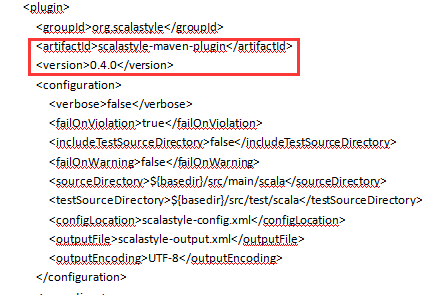 <plugin>
<groupId>org.scalastyle</groupId>
<artifactId>scalastyle-maven-plugin</artifactId>
<version>0.4.0</version>
<configuration>
<verbose>false</verbose>
<failOnViolation>true</failOnViolation>
<includeTestSourceDirectory>false</includeTestSourceDirectory>
<failOnWarning>false</failOnWarning>
<sourceDirectory>${basedir}/src/main/scala</sourceDirectory>
<testSourceDirectory>${basedir}/src/test/scala</testSourceDirectory>
<configLocation>scalastyle-config.xml</configLocation>
<outputFile>scalastyle-output.xml</outputFile>
<outputEncoding>UTF-8</outputEncoding>
</configuration>